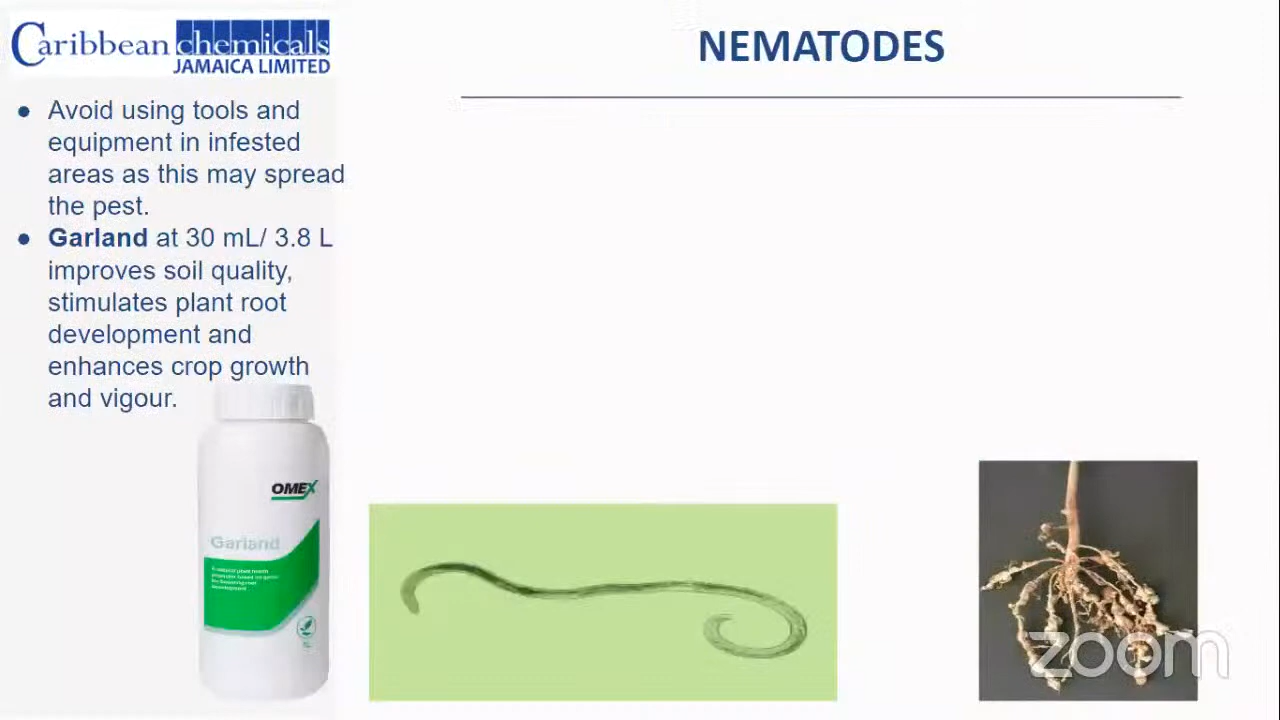 Caribbean chemicals
JAMAICA LIMITED
NEMATODES
● Avoid using tools and
equipment in infested
areas as this may spread
the pest.
● Garland at 30 mL/ 3.8 L
improves soil quality,
stimulates plant root
development and
enhances crop growth
and vigour.
OMEX
Garland
zoom